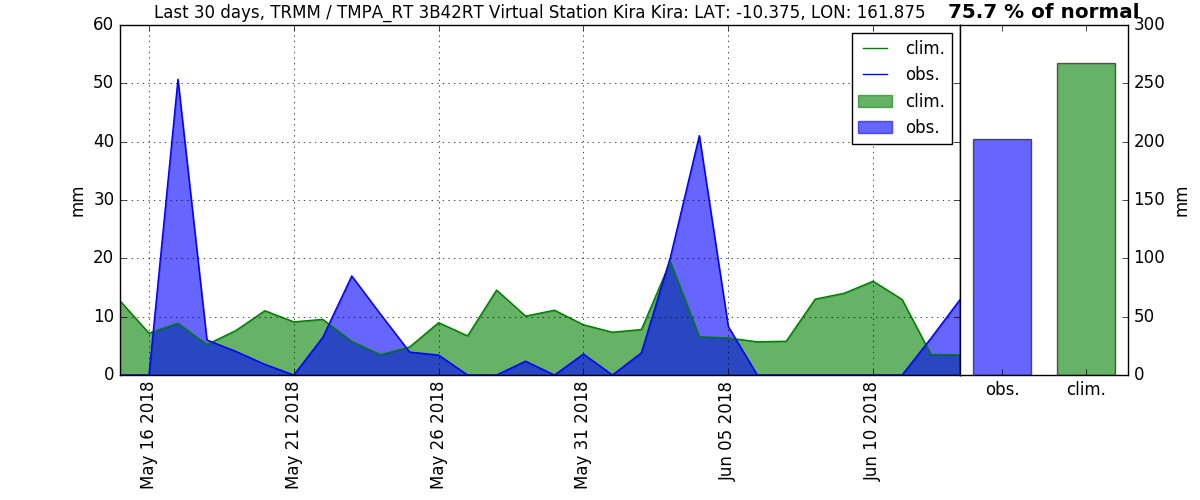 Last 30 days, TRMM / TMPA_RT 3B42RT Virtual Station Kira Kira: LAT: -10.375, LON: 161.875
75.7 % of normal
60
50
40
30
20
10
0
mm
clim.
obs.
clim.
obs.
300
250
200
150
100
50
0
mm
May 16 2018
May 21 2018
May 26 2018
May 31 2018
Jun 05 2018
Jun 10 2018
obs.
clim.